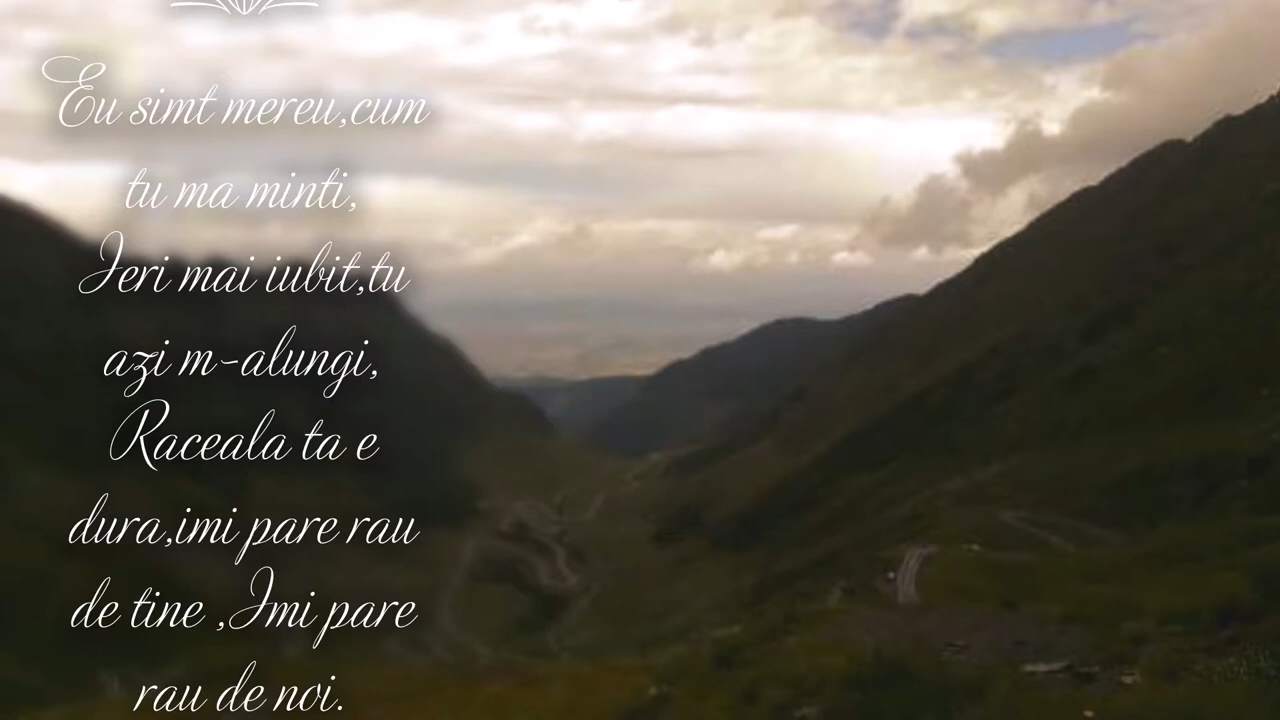 Eu simt mereu,cum
tu ma minti,
Ieri mai iubit,tu
azi m-alungi,
Raceala ta e
dura,imi pare rau
de tine ,Imi pare
rau de noi.